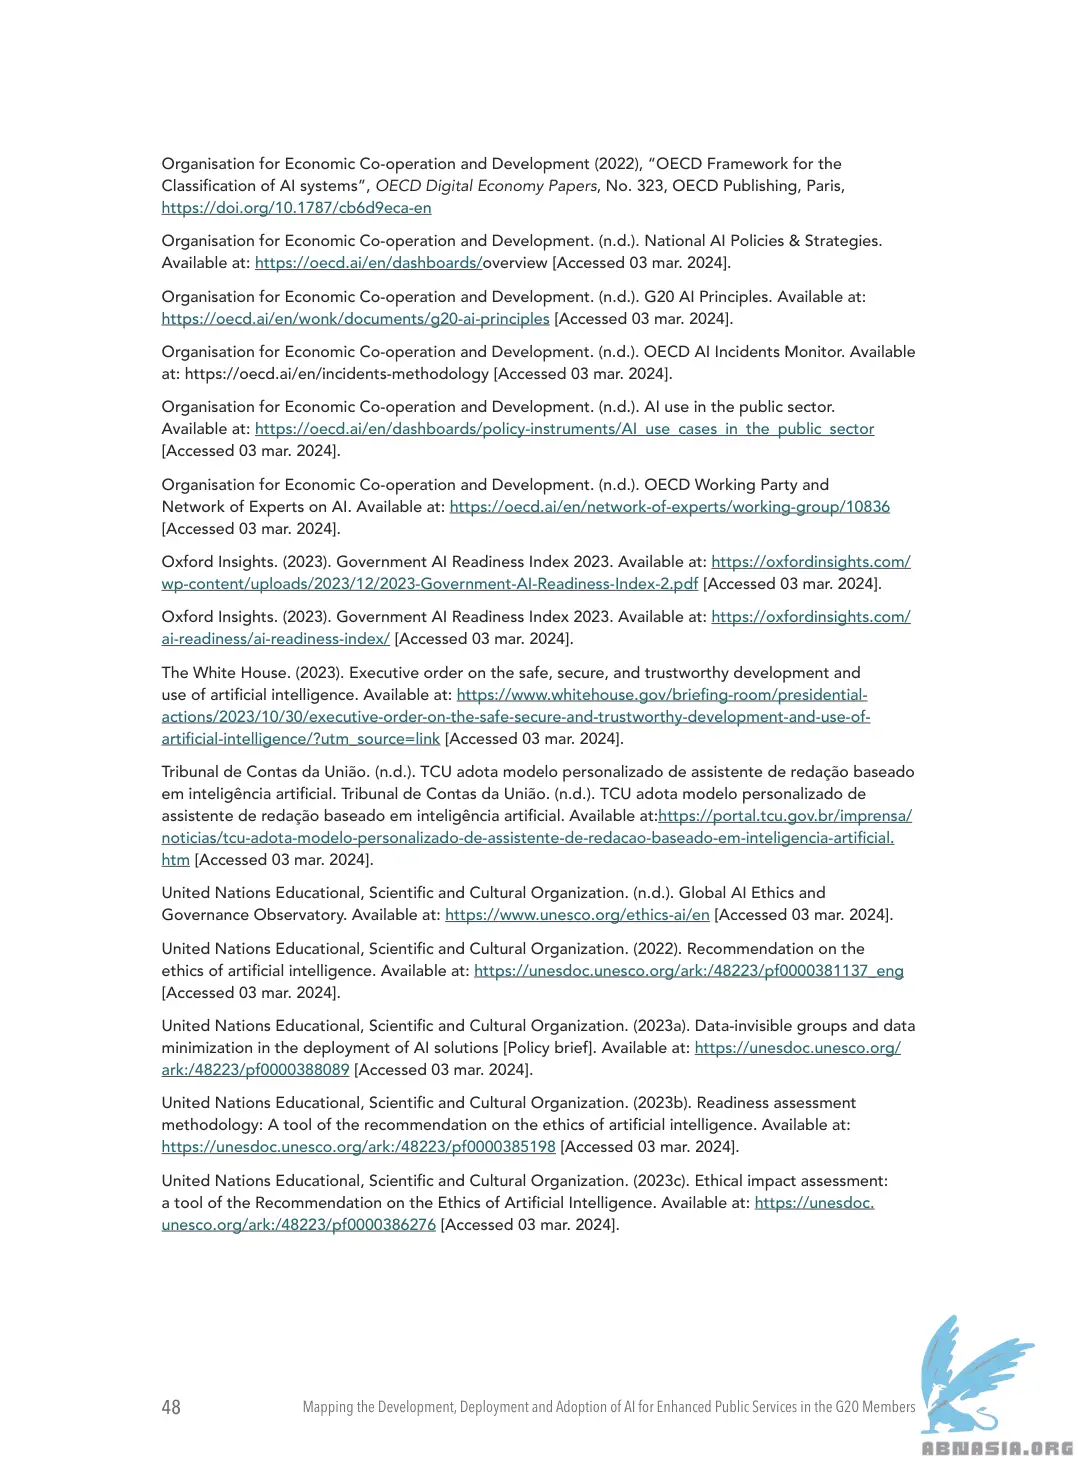 Organisation for Economic Co-operation and Development (2022), “OECD Framework for the
Classification of AI systems”, OECD Digital Economy Papers, No. 323, OECD Publishing, Paris,
https://doi.org/10.1787/cb6d9eca-en
Organisation for Economic Co-operation and Development. (n.d.). National AI Policies & Strategies.
Available at: https://oecd.ai/en/dashboards/overview [Accessed 03 mar. 2024].
Organisation for Economic Co-operation and Development. (n.d.). G20 AI Principles. Available at:
https://oecd.ai/en/wonk/documents/g20-ai-principles [Accessed 03 mar. 2024].
Organisation for Economic Co-operation and Development. (n.d.). OECD AI Incidents Monitor. Available
at: https://oecd.ai/en/incidents-methodology [Accessed 03 mar. 2024].
Organisation for Economic Co-operation and Development. (n.d.). AI use in the public sector.
Available at: https://oecd.ai/en/dashboards/policy-instruments/AI_use_cases_in_the_public_sector
[Accessed 03 mar. 2024].
Organisation for Economic Co-operation and Development. (n.d.). OECD Working Party and
Network of Experts on AI. Available at: https://oecd.ai/en/network-of-experts/working-group/10836
[Accessed 03 mar. 2024].
Oxford Insights. (2023). Government AI Readiness Index 2023. Available at: https://oxfordinsights.com/
wp-content/uploads/2023/12/2023-Government-AI-Readiness-Index-2.pdf [Accessed 03 mar. 2024].
Oxford Insights. (2023). Government AI Readiness Index 2023. Available at: https://oxfordinsights.com/
ai-readiness/ai-readiness-index/ [Accessed 03 mar. 2024].
The White House. (2023). Executive order on the safe, secure, and trustworthy development and
use of artificial intelligence. Available at: https://www.whitehouse.gov/briefing-room/presidential-
actions/2023/10/30/executive-order-on-the-safe-secure-and-trustworthy-development-and-use-of-
artificial-intelligence/?utm_source=link [Accessed 03 mar. 2024].
Tribunal de Contas da União. (n.d.). TCU adota modelo personalizado de assistente de redação baseado
em inteligência artificial. Tribunal de Contas da União. (n.d.). TCU adota modelo personalizado de
assistente de redação baseado em inteligência artificial. Available at:https://portal.tcu.gov.br/imprensa/
noticias/tcu-adota-modelo-personalizado-de-assistente-de-redacao-baseado-em-inteligencia-artificial.
htm [Accessed 03 mar. 2024].
United Nations Educational, Scientific and Cultural Organization. (n.d.). Global AI Ethics and
Governance Observatory. Available at: https://www.unesco.org/ethics-ai/en [Accessed 03 mar. 2024].
United Nations Educational, Scientific and Cultural Organization. (2022). Recommendation on the
ethics of artificial intelligence. Available at: https://unesdoc.unesco.org/ark:/48223/pf0000381137_eng
[Accessed 03 mar. 2024].
United Nations Educational, Scientific and Cultural Organization. (2023a). Data-invisible groups and data
minimization in the deployment of AI solutions [Policy brief]. Available at: https://unesdoc.unesco.org/
ark:/48223/pf0000388089 [Accessed 03 mar. 2024].
United Nations Educational, Scientific and Cultural Organization. (2023b). Readiness assessment
methodology: A tool of the recommendation on the ethics of artificial intelligence. Available at:
https://unesdoc.unesco.org/ark:/48223/pf0000385198 [Accessed 03 mar. 2024].
United Nations Educational, Scientific and Cultural Organization. (2023c). Ethical impact assessment:
a tool of the Recommendation on the Ethics of Artificial Intelligence. Available at: https://unesdoc.
unesco.org/ark:/48223/pf0000386276 [Accessed 03 mar. 2024].
48 Mapping the Development, Deployment and Adoption of AI for Enhanced Public Services in the G20 Members
ABNASIA.ORG